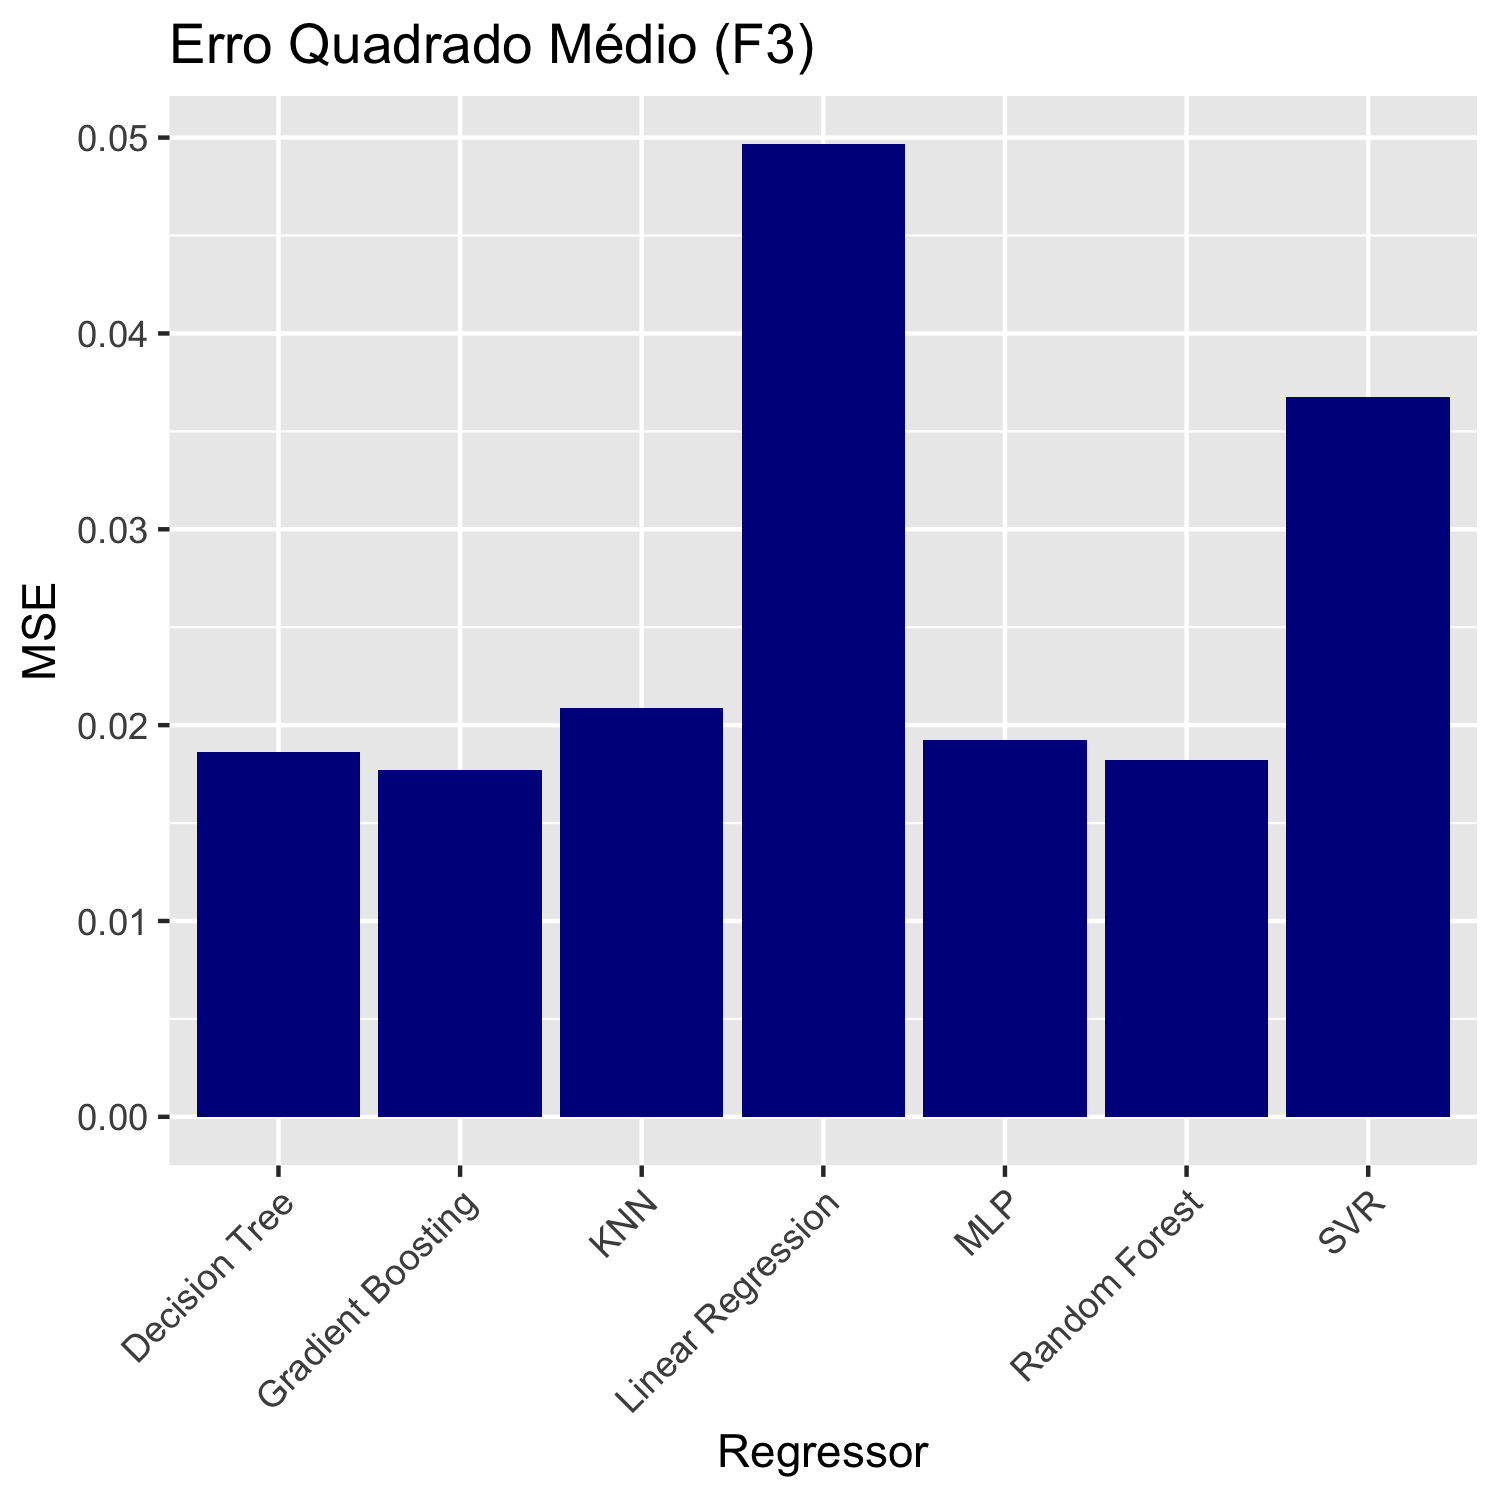 Erro Quadrado Médio (F3)
MSE
0.05
0.04
0.03
0.02
0.01
0.00
Decision Tree
Gradient Boosting
KNN
Linear Regression
MLP
Random Forest
SVR
Regressor